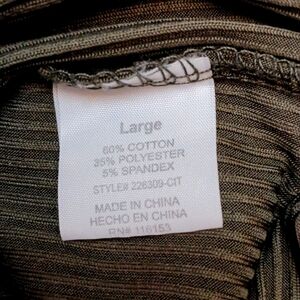 Large
60% COTTON
35% POLYESTER
5% SPANDEX
STYLE# 226309-CIT
MADE IN CHINA
HECHO EN CHINA
RN# 116153